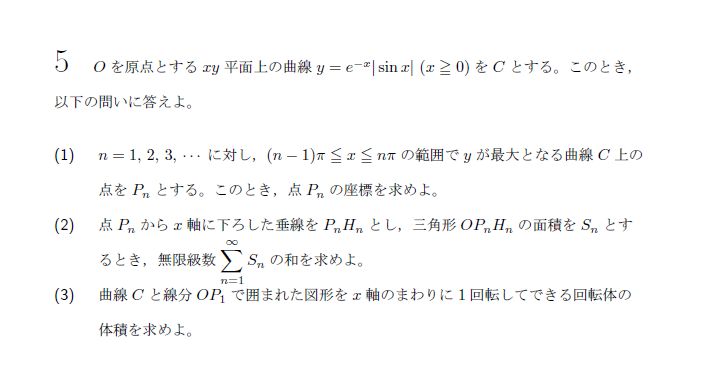 5 O を原点とする xy 平面上の曲線 y = e^{-x}|sin x| (x ≧ 0) を C とする。このとき，
以下の問いに答えよ。
(1) n = 1, 2, 3, ⋯ に対し，(n − 1)π ≦ x ≦ nπ の範囲で y が最大となる曲線 C 上の
点を P_n とする。このとき，点 P_n の座標を求めよ。
(2) 点 P_n から x 軸に下ろした垂線を P_nH_n とし，三角形 OP_nH_n の面積を S_n とす
るとき，無限級数 \sum_{n=1}^{∞} S_n の和を求めよ。
(3) 曲線 C と線分 OP_1 で囲まれた図形を x 軸のまわりに 1 回転してできる回転体の
体積を求めよ。